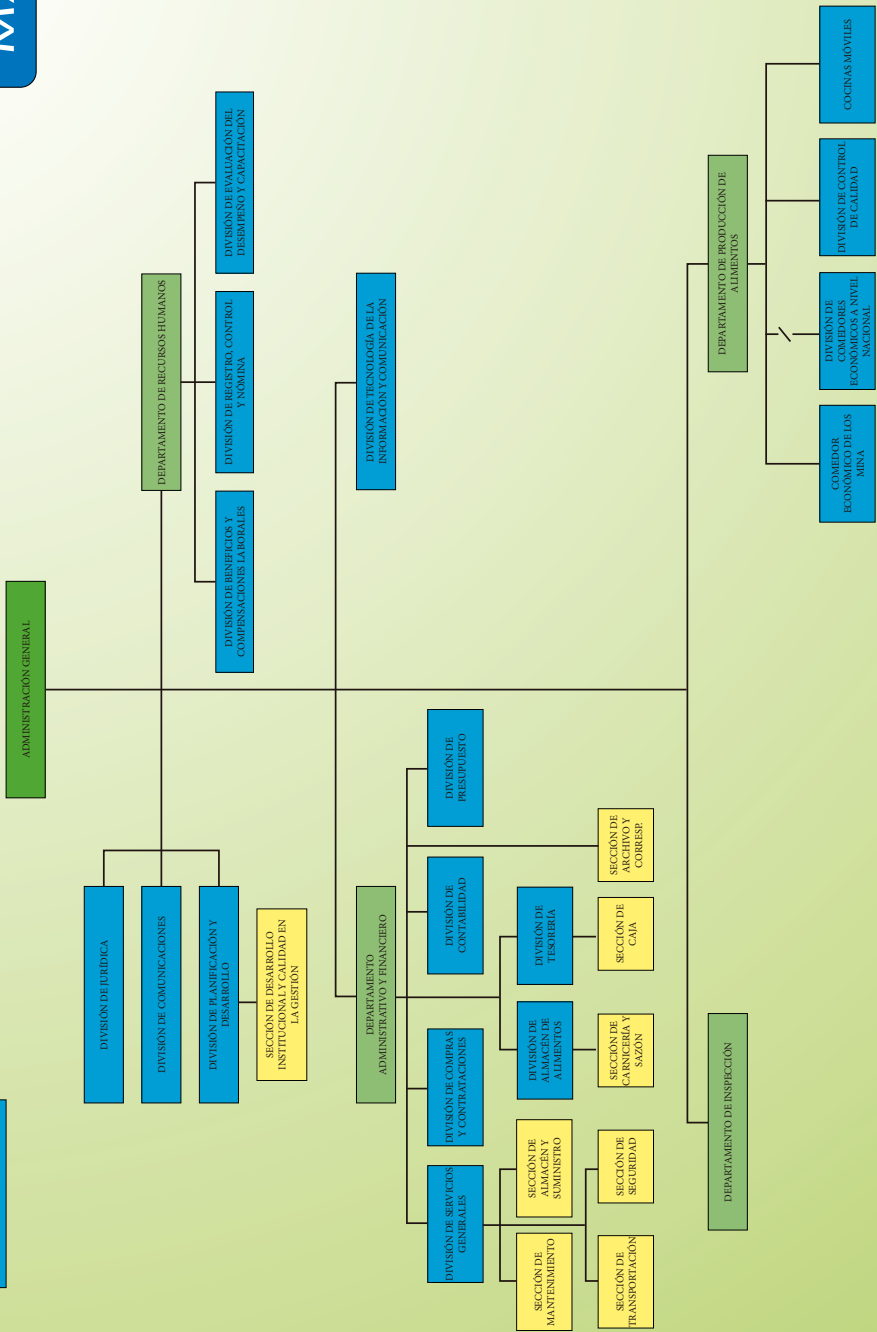 ADMINISTRACIÓN GENERAL
DIVISIÓN DE JURÍDICA
DIVISIÓN DE COMUNICACIONES
DIVISIÓN DE PLANIFICACIÓN Y
DESARROLLO
SECCIÓN DE DESARROLLO
INSTITUCIONAL Y CALIDAD EN
LA GESTIÓN
DEPARTAMENTO DE RECURSOS HUMANOS
DIVISIÓN DE BENEFICIOS Y
COMPENSACIONES LABORALES
DIVISIÓN DE REGISTRO, CONTROL
Y NÓMINA
DIVISIÓN DE EVALUACIÓN DEL
DESEMPEÑO Y CAPACITACIÓN
DEPARTAMENTO
ADMINISTRATIVO Y FINANCIERO
DIVISIÓN DE TECNOLOGÍA DE LA
INFORMACIÓN Y COMUNICACIÓN
DIVISIÓN DE SERVICIOS
GENERALES
DIVISIÓN DE COMPRAS
Y CONTRATACIONES
DIVISIÓN DE
CONTABILIDAD
DIVISIÓN DE
PRESUPUESTO
SECCIÓN DE
MANTENIMIENTO
SECCIÓN DE
ALMACÉN Y
SUMINISTRO
DIVISIÓN DE
ALMACÉN DE
ALIMENTOS
DIVISIÓN DE
TESORERÍA
SECCIÓN DE
TRANSPORTACIÓN
SECCIÓN DE
SEGURIDAD
SECCIÓN DE
CARNICERÍA Y
SAZÓN
SECCIÓN DE
CAJA
SECCIÓN DE
ARCHIVO Y
CORRESP.
DEPARTAMENTO DE INSPECCIÓN
DEPARTAMENTO DE PRODUCCIÓN DE
ALIMENTOS
COMEDOR
ECONÓMICO DE LOS
MINA
DIVISIÓN DE
COMEDORES
ECONÓMICOS A NIVEL
NACIONAL
DIVISIÓN DE CONTROL
DE CALIDAD
COCINAS MÓVILES